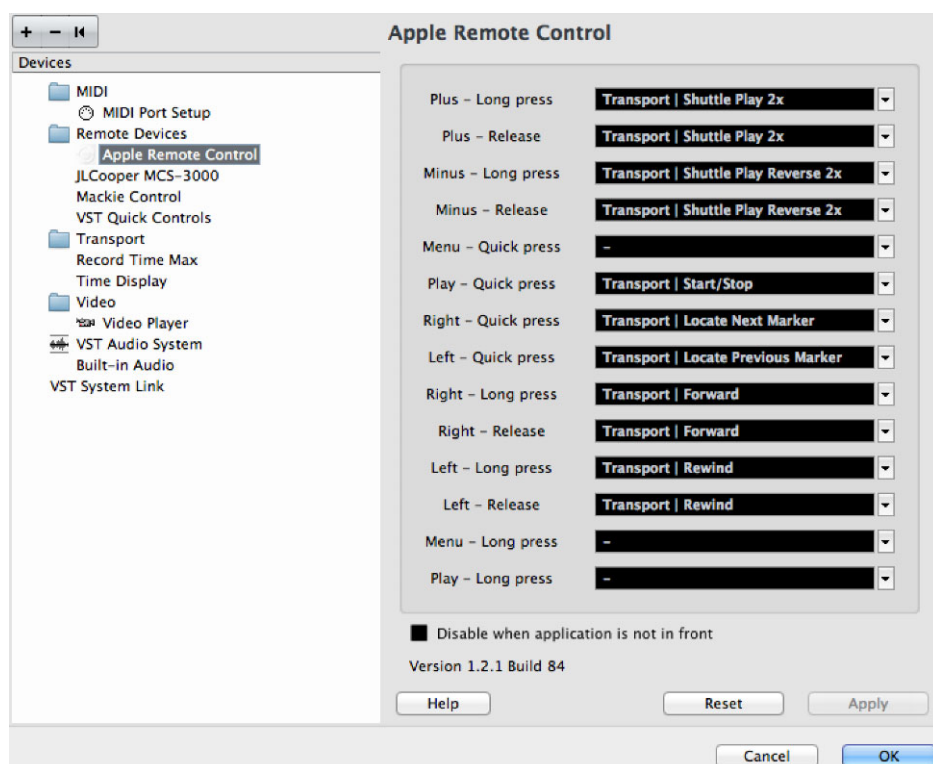 Apple Remote Control
Devices
MIDI
MIDI Port Setup
Remote Devices
Apple Remote Control
JLCooper MCS-3000
Mackie Control
VST Quick Controls
Transport
Record Time Max
Time Display
Video
Video Player
VST Audio System
Built-in Audio
VST System Link
Plus – Long press Transport | Shuttle Play 2x
Plus – Release Transport | Shuttle Play 2x
Minus – Long press Transport | Shuttle Play Reverse 2x
Minus – Release Transport | Shuttle Play Reverse 2x
Menu – Quick press –
Play – Quick press Transport | Start/Stop
Right – Quick press Transport | Locate Next Marker
Left – Quick press Transport | Locate Previous Marker
Right – Long press Transport | Forward
Right – Release Transport | Forward
Left – Long press Transport | Rewind
Left – Release Transport | Rewind
Menu – Long press –
Play – Long press –
Disable when application is not in front
Version 1.2.1 Build 84
Help Reset Apply
Cancel OK